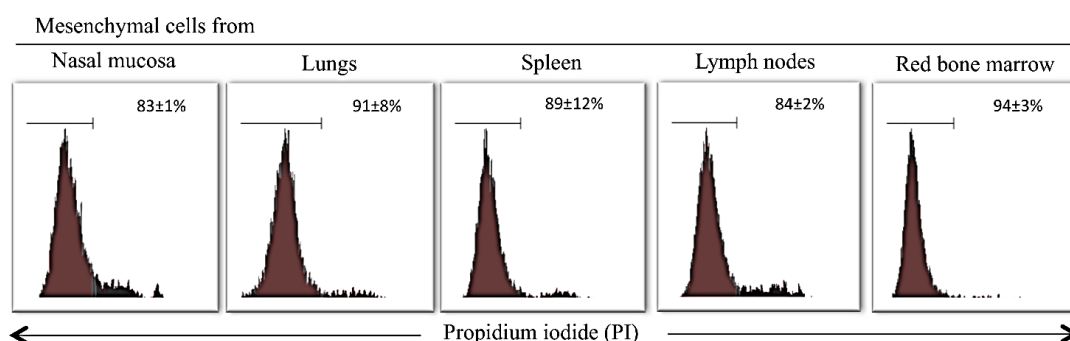 Mesenchymal cells from
Nasal mucosa
Lungs
Spleen
Lymph nodes
Red bone marrow
83±1%
91±8%
89±12%
84±2%
94±3%
Propidium iodide (PI)